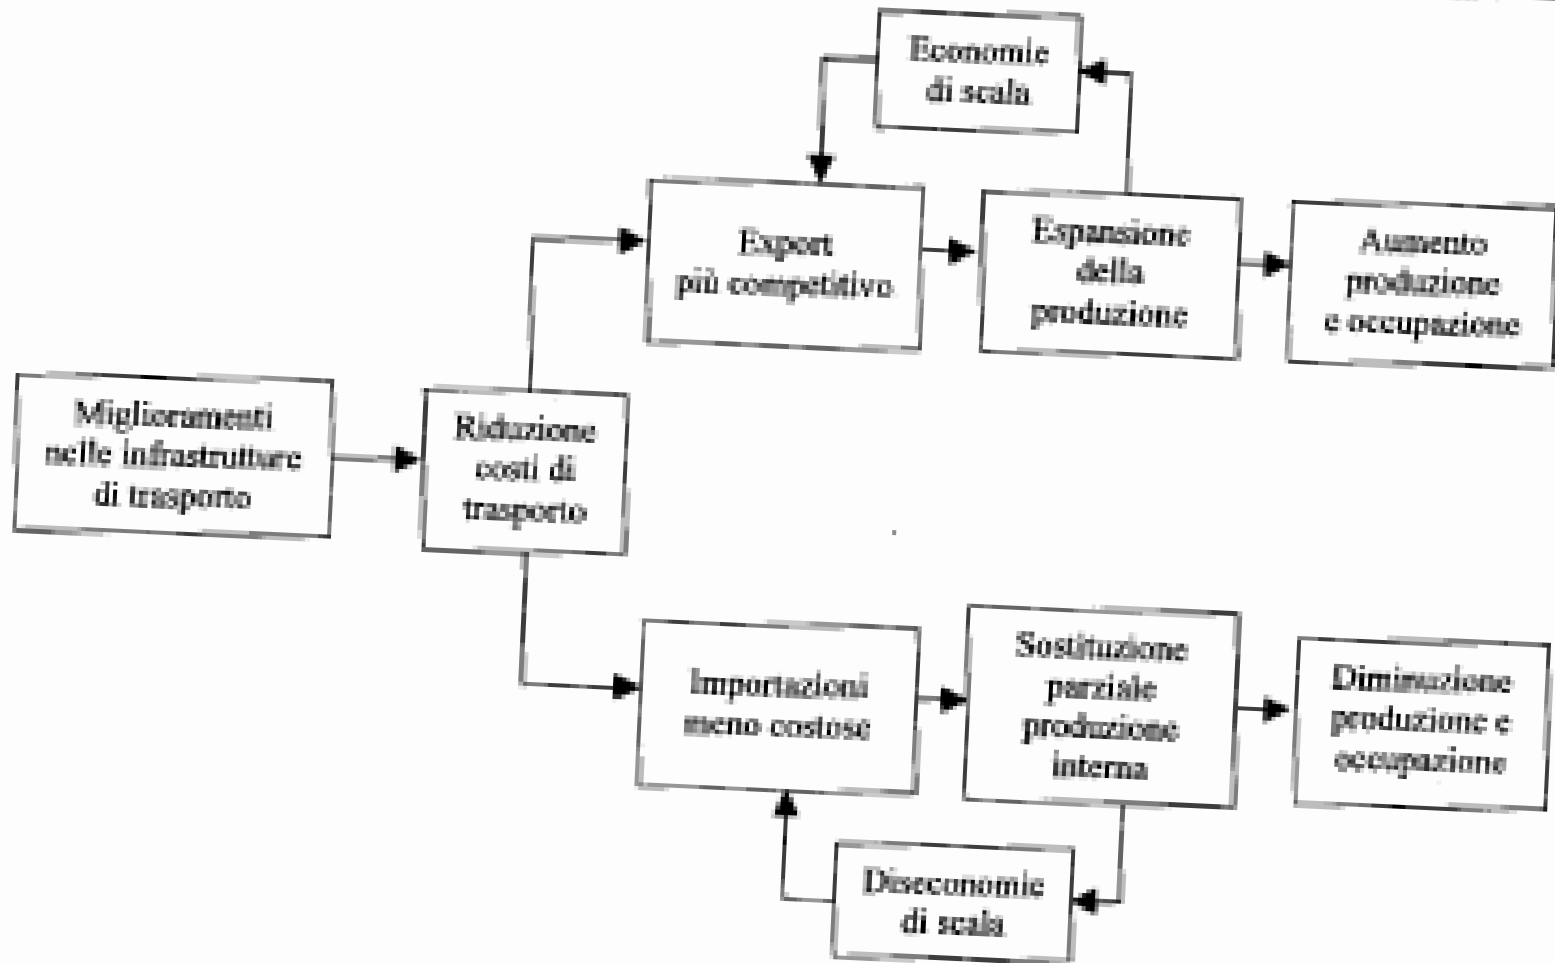 Economie
di scala
Export
più competitivo
Espansione
della
produzione
Aumento
produzione
e occupazione
Miglioramenti
nelle infrastrutture
di trasporto
Riduzione
costi di
trasporto
Importazioni
meno costose
Sostituzione
parziale
produzione
interna
Diminuzione
produzione e
occupazione
Diseconomie
di scala